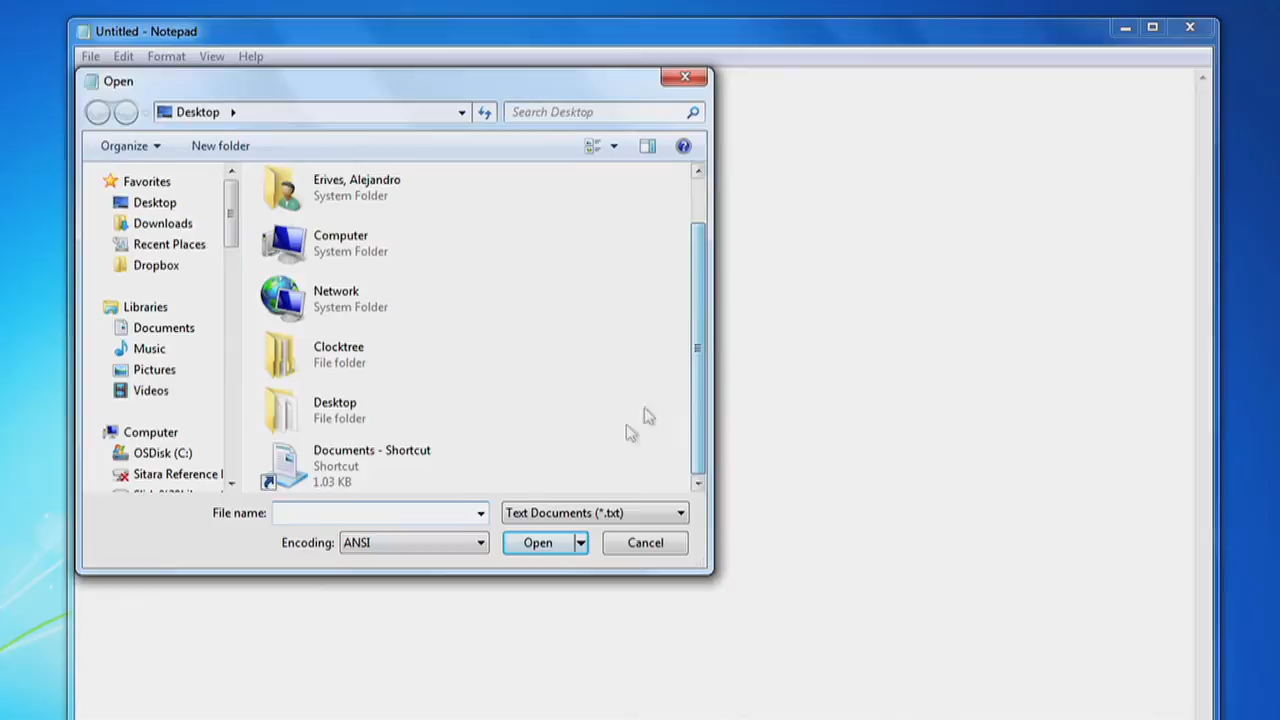 Untitled - Notepad
File Edit Format View Help
Open
Desktop
Search Desktop
Organize
New folder
Favorites
Desktop
Downloads
Recent Places
Dropbox
Libraries
Documents
Music
Pictures
Videos
Computer
OSDisk (C:)
Sitara Reference
Erives, Alejandro
System Folder
Computer
System Folder
Network
System Folder
Clocktree
File folder
Desktop
File folder
Documents - Shortcut
Shortcut
1.03 KB
File name:
Text Documents (*.txt)
Encoding: ANSI
Open
Cancel